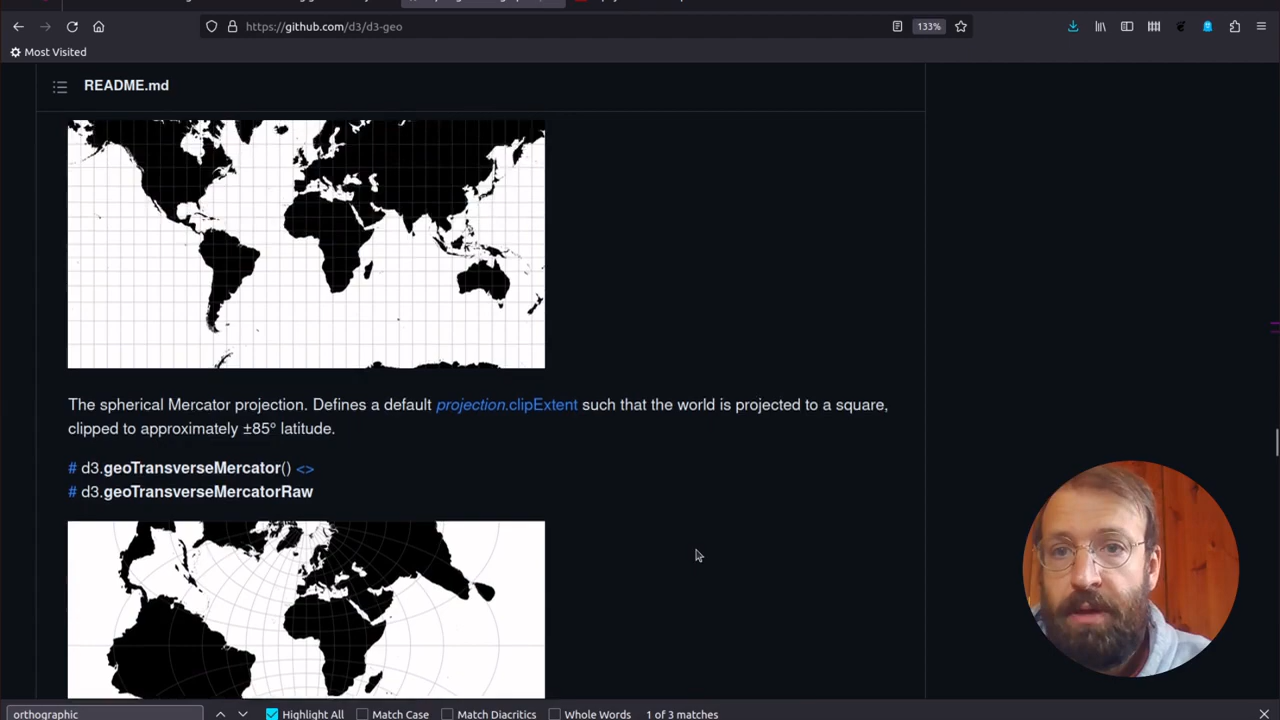 https://github.com/d3/d3-geo
133%
Most Visited
README.md
The spherical Mercator projection. Defines a default projection.clipExtent such that the world is projected to a square,
clipped to approximately ±85° latitude.
# d3.geoTransverseMercator() <>
# d3.geoTransverseMercatorRaw
orthographic
Highlight All
Match Case
Match Diacritics
Whole Words
1 of 3 matches